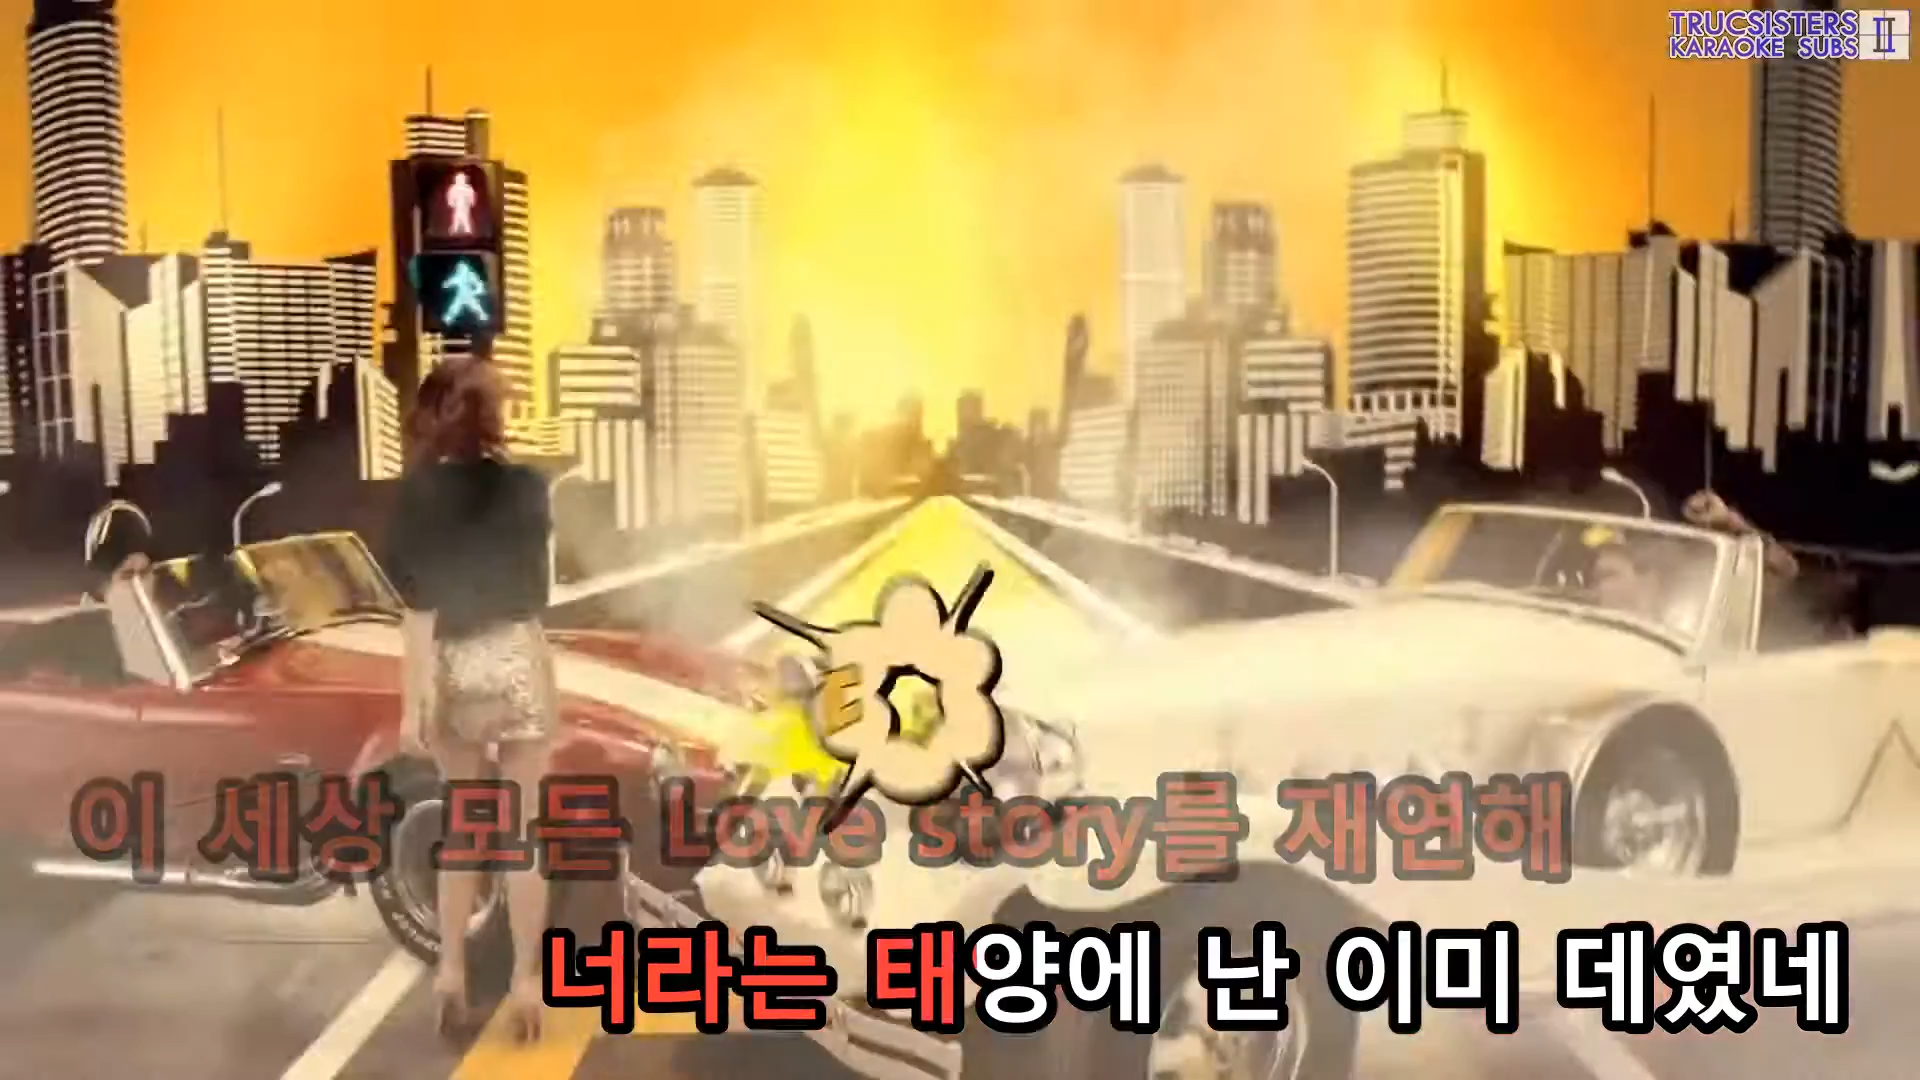 TRUCSISTERS
KARAOKE SUBS II
이 세상 모든 Love story를 재연해
너라는 태양에 난 이미 데였네